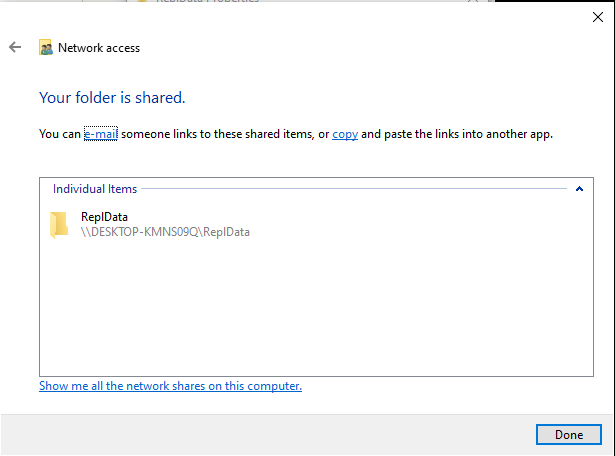 ReplData Properties
Network access
Your folder is shared.
You can e-mail someone links to these shared items, or copy and paste the links into another app.
Individual Items
ReplData
\\DESKTOP-KMNS09Q\ReplData
Show me all the network shares on this computer.
Done